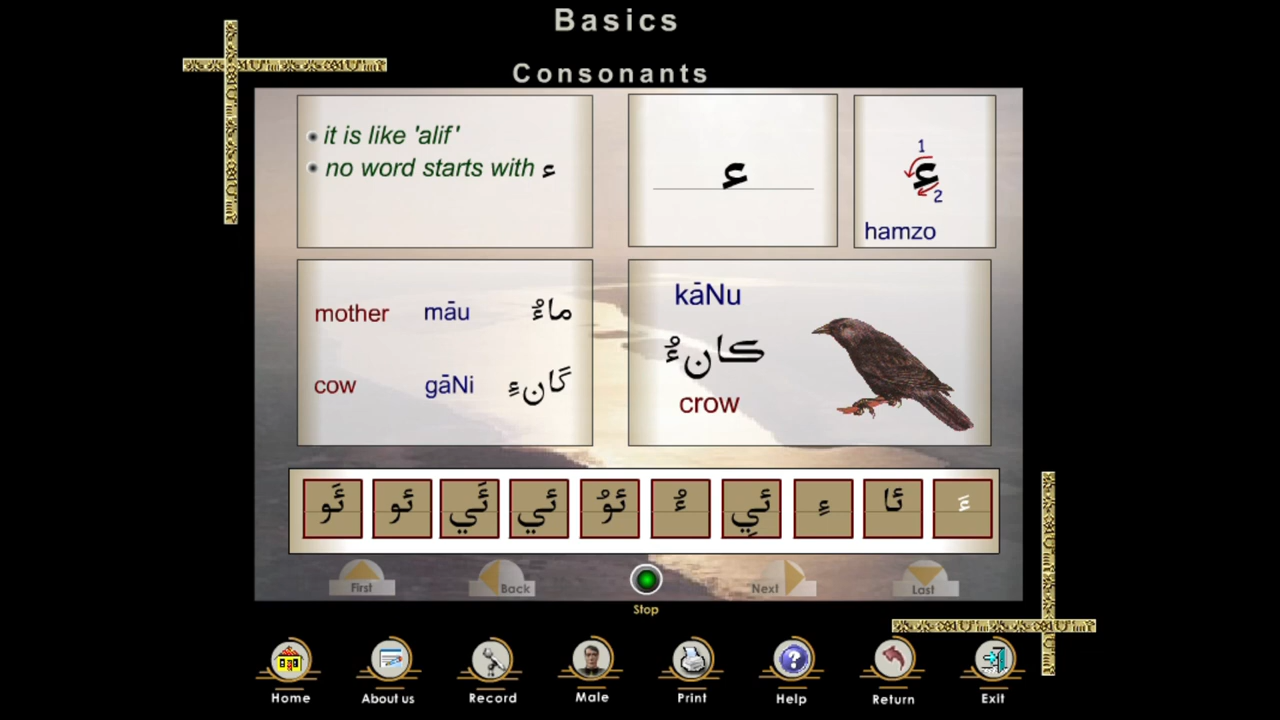 Basics
Consonants
it is like 'alif'
no word starts with ء
ء
1
2
hamzo
mother māu ماءُ
cow gāNi گَانءِ
kāNu
ڪانءُ
crow
ئَو ئو ئَي ئي ئوُ ءُ ئِي ءِ ئا ءَ
First Back Next Last
Stop
Home About us Record Male Print Help Return Exit